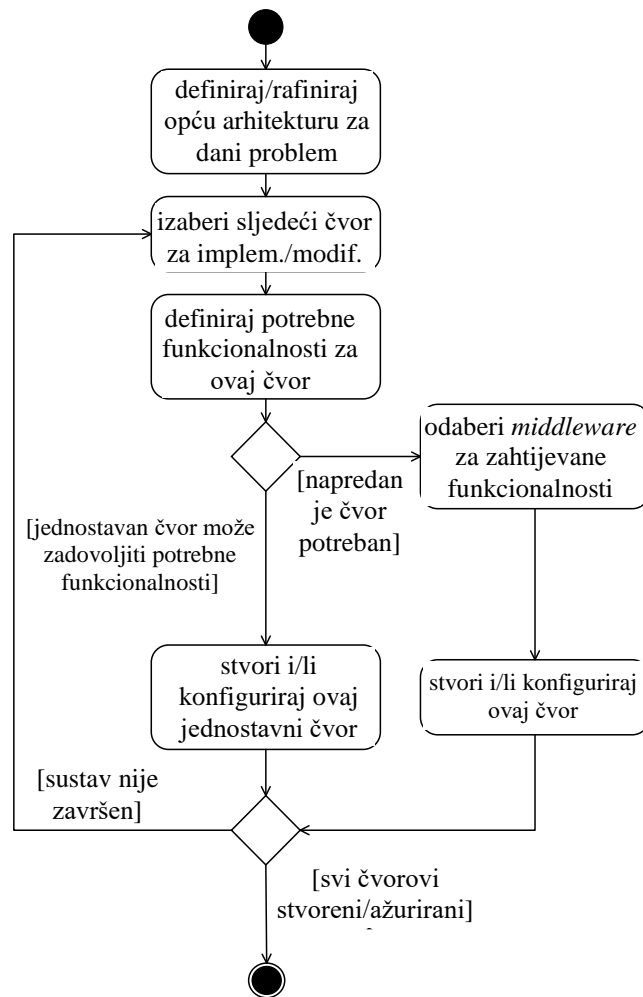 definiraj/rafiniraj
opću arhitekturu za
dani problem
izaberi sljedeći čvor
za implem./modif.
definiraj potrebne
funkcionalnosti za
ovaj čvor
odaberi middleware
za zahtijevane
funkcionalnosti
[napredan
je čvor
potreban]
[jednostavan čvor može
zadovoljiti potrebne
funkcionalnosti]
stvori i/li
konfiguriraj ovaj
jednostavni čvor
stvori i/li konfiguriraj
ovaj čvor
[sustav nije
završen]
[svi čvorovi
stvoreni/ažurirani]